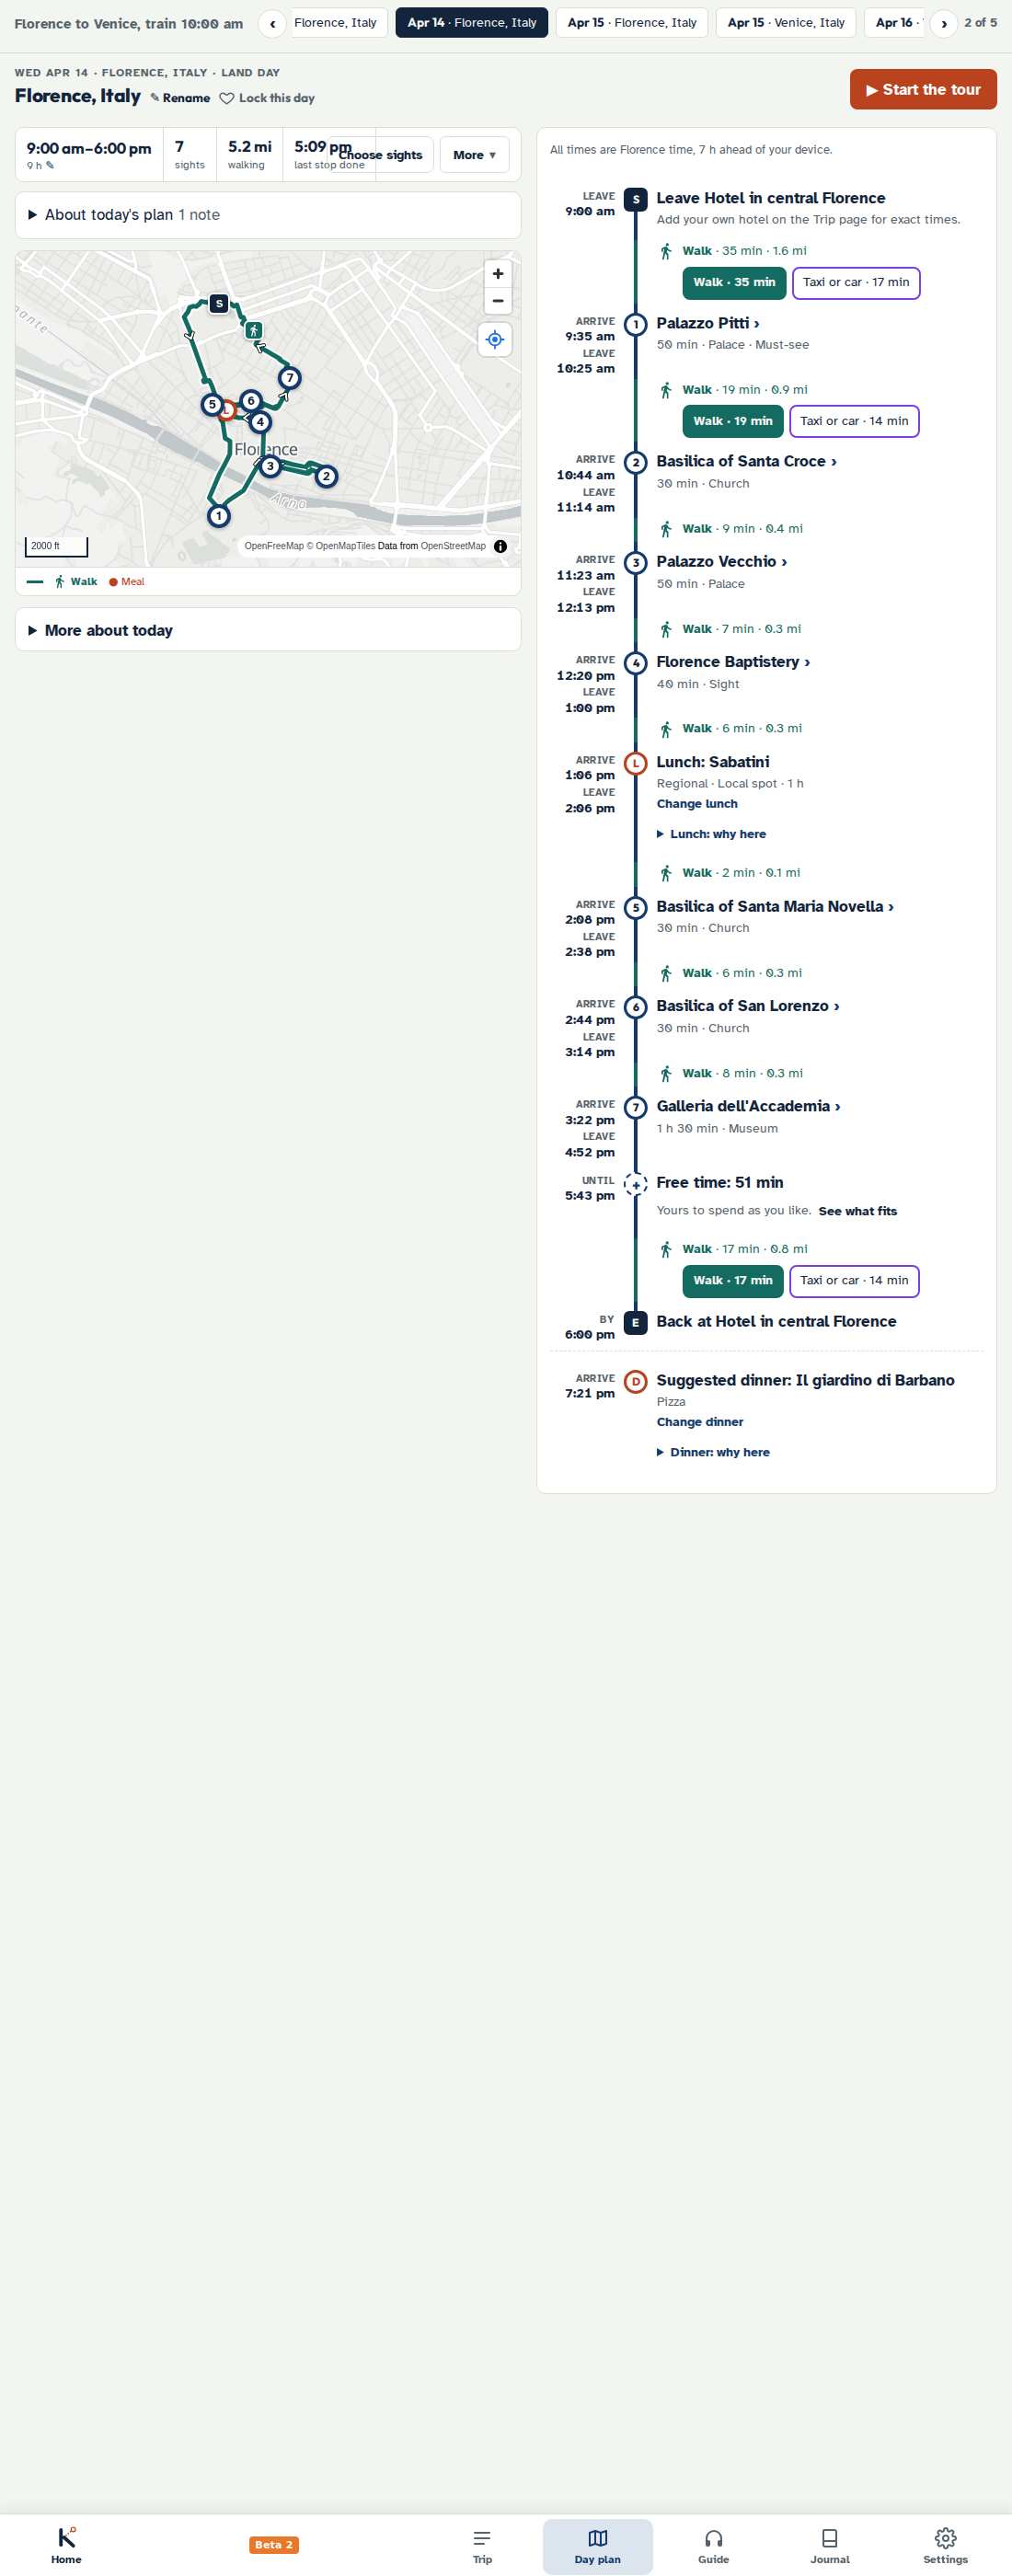 Florence to Venice, train 10:00 am
‹
Florence, Italy
Apr 14 · Florence, Italy
Apr 15 · Florence, Italy
Apr 15 · Venice, Italy
Apr 16 ·
›
2 of 5
WED APR 14 · FLORENCE, ITALY · LAND DAY
Florence, Italy ✎ Rename Lock this day
▶ Start the tour
9:00 am–6:00 pm
9 h ✎
7
sights
5.2 mi
walking
5:09 pm
last stop done
Choose sights
More ▼
▶ About today's plan 1 note
S
7
6
5
L
4
Florence
3
2
Arno
1
+
−
2000 ft
OpenFreeMap © OpenMapTiles Data from OpenStreetMap
Walk
Meal
▶ More about today
All times are Florence time, 7 h ahead of your device.
LEAVE
9:00 am
S
Leave Hotel in central Florence
Add your own hotel on the Trip page for exact times.
Walk · 35 min · 1.6 mi
Walk · 35 min
Taxi or car · 17 min
ARRIVE
9:35 am
LEAVE
10:25 am
1
Palazzo Pitti ›
50 min · Palace · Must-see
Walk · 19 min · 0.9 mi
Walk · 19 min
Taxi or car · 14 min
ARRIVE
10:44 am
LEAVE
11:14 am
2
Basilica of Santa Croce ›
30 min · Church
Walk · 9 min · 0.4 mi
ARRIVE
11:23 am
LEAVE
12:13 pm
3
Palazzo Vecchio ›
50 min · Palace
Walk · 7 min · 0.3 mi
ARRIVE
12:20 pm
LEAVE
1:00 pm
4
Florence Baptistery ›
40 min · Sight
Walk · 6 min · 0.3 mi
ARRIVE
1:06 pm
LEAVE
2:06 pm
L
Lunch: Sabatini
Regional · Local spot · 1 h
Change lunch
▶ Lunch: why here
Walk · 2 min · 0.1 mi
ARRIVE
2:08 pm
LEAVE
2:38 pm
5
Basilica of Santa Maria Novella ›
30 min · Church
Walk · 6 min · 0.3 mi
ARRIVE
2:44 pm
LEAVE
3:14 pm
6
Basilica of San Lorenzo ›
30 min · Church
Walk · 8 min · 0.3 mi
ARRIVE
3:22 pm
LEAVE
4:52 pm
7
Galleria dell'Accademia ›
1 h 30 min · Museum
UNTIL
5:43 pm
+
Free time: 51 min
Yours to spend as you like. See what fits
Walk · 17 min · 0.8 mi
Walk · 17 min
Taxi or car · 14 min
BY
6:00 pm
E
Back at Hotel in central Florence
ARRIVE
7:21 pm
D
Suggested dinner: Il giardino di Barbano
Pizza
Change dinner
▶ Dinner: why here
Home
Beta 2
Trip
Day plan
Guide
Journal
Settings